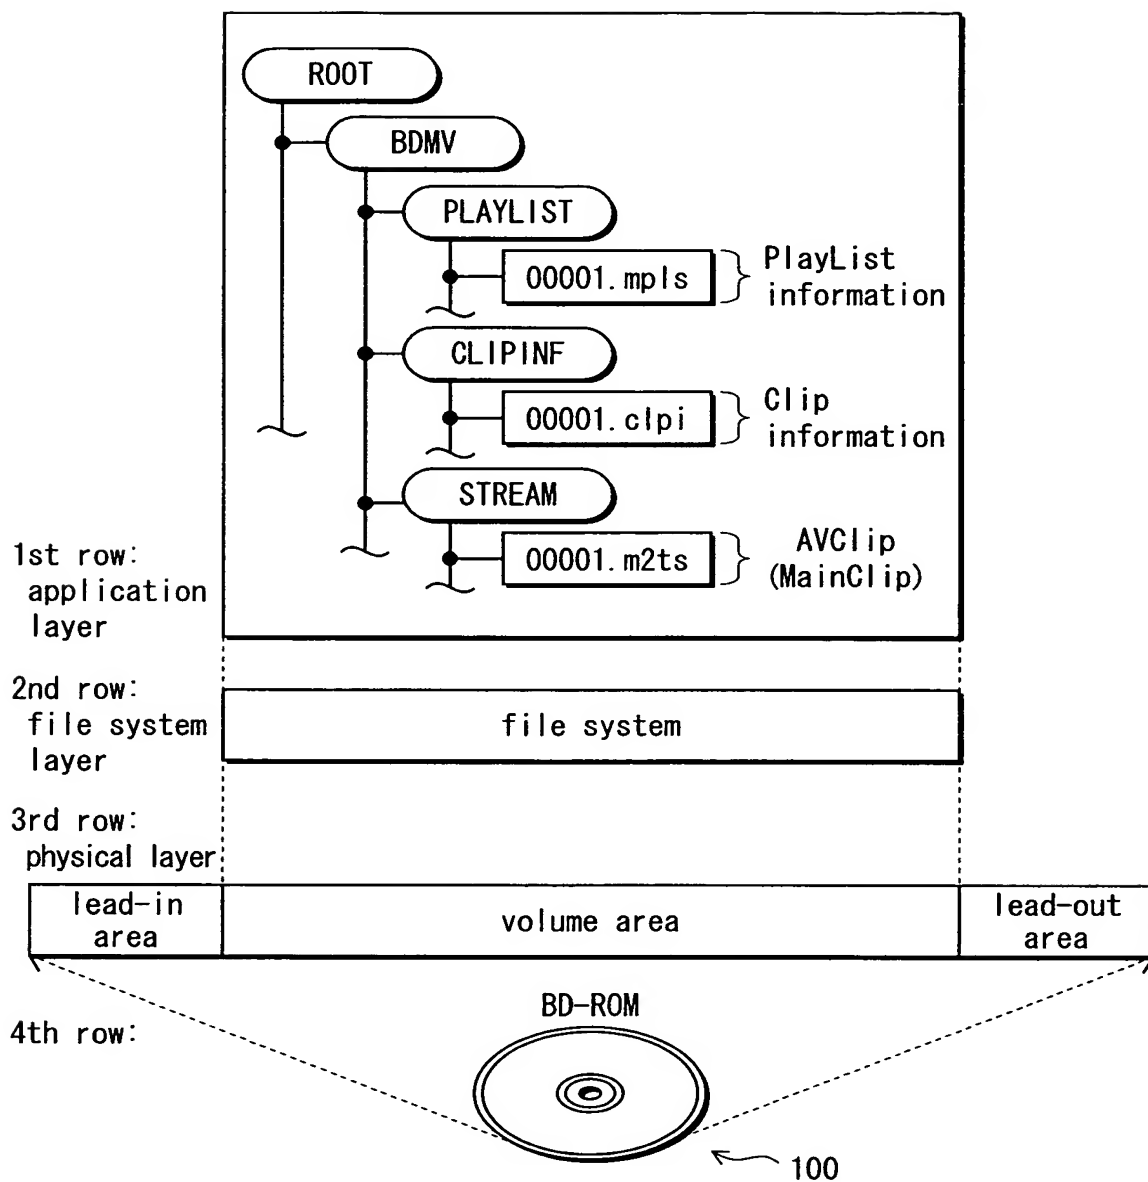 ROOT
BDMV
PLAYLIST
00001.mpls
PlayList
information
CLIPINF
00001.clpi
Clip
information
STREAM
00001.m2ts
AVClip
(MainClip)
1st row:
application
layer
2nd row:
file system
layer
file system
3rd row:
physical layer
lead-in
area
volume area
lead-out
area
BD-ROM
4th row:
100